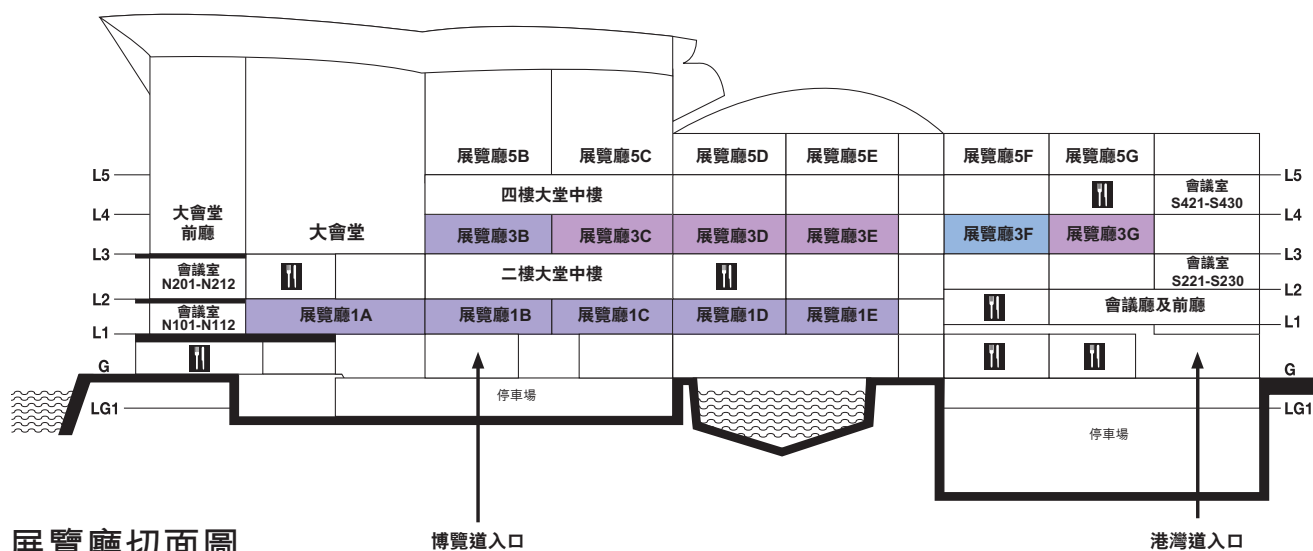 展覽廳5B
展覽廳5C
展覽廳5D
展覽廳5E
展覽廳5F
展覽廳5G
L5
四樓大堂中樓
會議室
S421-S430
L5
L4
大會堂
前廳
大會堂
展覽廳3B
展覽廳3C
展覽廳3D
展覽廳3E
展覽廳3F
展覽廳3G
L4
L3
會議室
N201-N212
二樓大堂中樓
會議室
S221-S230
L3
L2
會議室
N101-N112
展覽廳1A
展覽廳1B
展覽廳1C
展覽廳1D
展覽廳1E
會議廳及前廳
L2
L1
L1
G
G
停車場
LG1
LG1
停車場
展覽廳切面圖
博覽道入口
港灣道入口